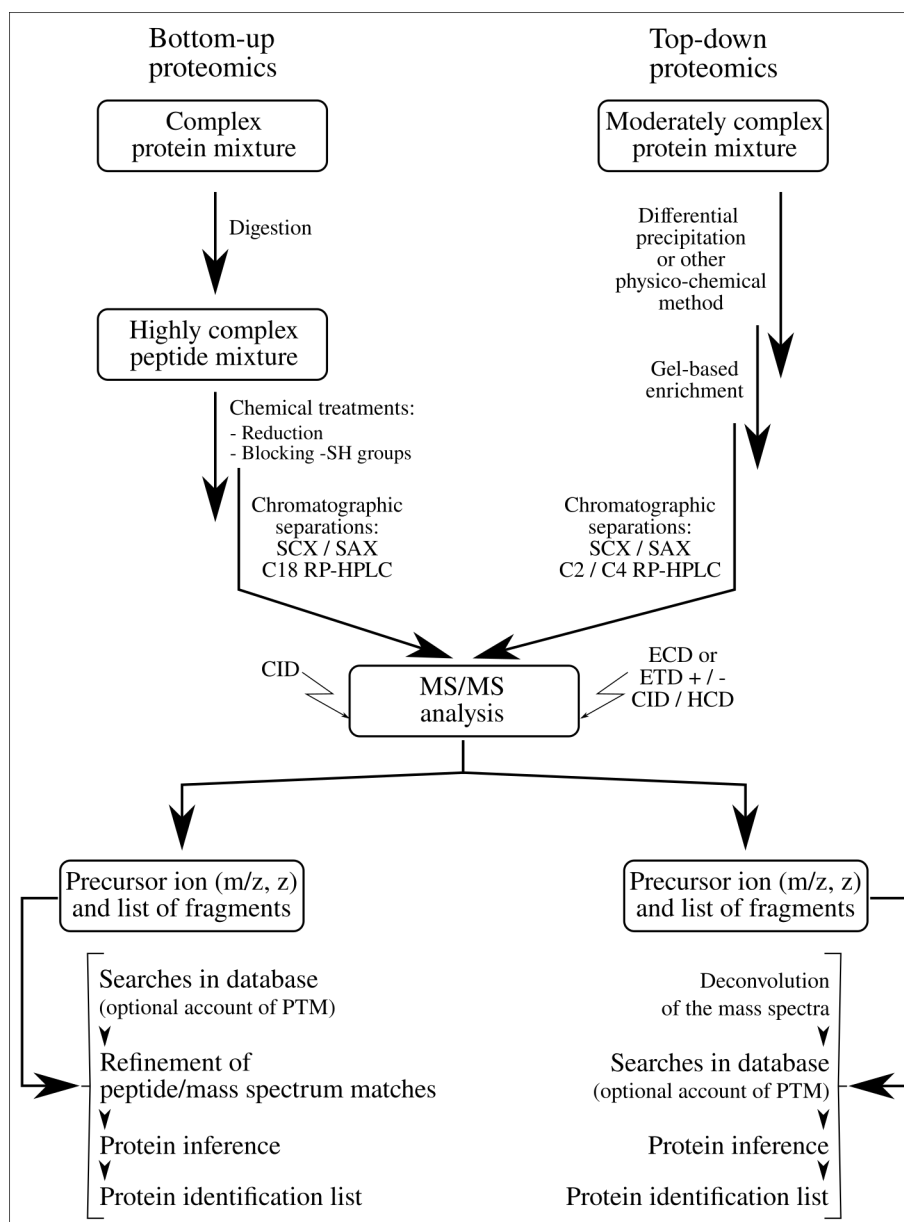 Bottom-up
proteomics
Complex
protein mixture
Digestion
Highly complex
peptide mixture
Chemical treatments:
- Reduction
- Blocking -SH groups
Chromatographic
separations:
SCX / SAX
C18 RP-HPLC
Top-down
proteomics
Moderately complex
protein mixture
Differential
precipitation
or other
physico-chemical
method
Gel-based
enrichment
Chromatographic
separations:
SCX / SAX
C2 / C4 RP-HPLC
CID
MS/MS
analysis
ECD or
ETD + / -
CID / HCD
Precursor ion (m/z, z)
and list of fragments
Searches in database
(optional account of PTM)
Refinement of
peptide/mass spectrum matches
Protein inference
Protein identification list
Precursor ion (m/z, z)
and list of fragments
Deconvolution
of the mass spectra
Searches in database
(optional account of PTM)
Protein inference
Protein identification list